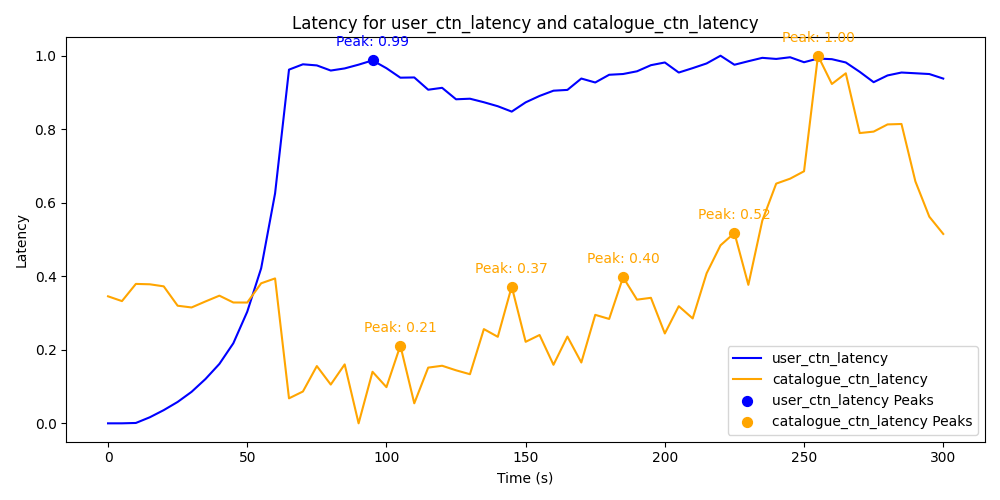 Latency for user_ctn_latency and catalogue_ctn_latency
Peak: 0.99
Peak: 1.00
Peak: 0.52
Peak: 0.40
Peak: 0.37
Peak: 0.21
Latency
1.0
0.8
0.6
0.4
0.2
0.0
user_ctn_latency
catalogue_ctn_latency
user_ctn_latency Peaks
catalogue_ctn_latency Peaks
0 50 100 150 200 250 300
Time (s)